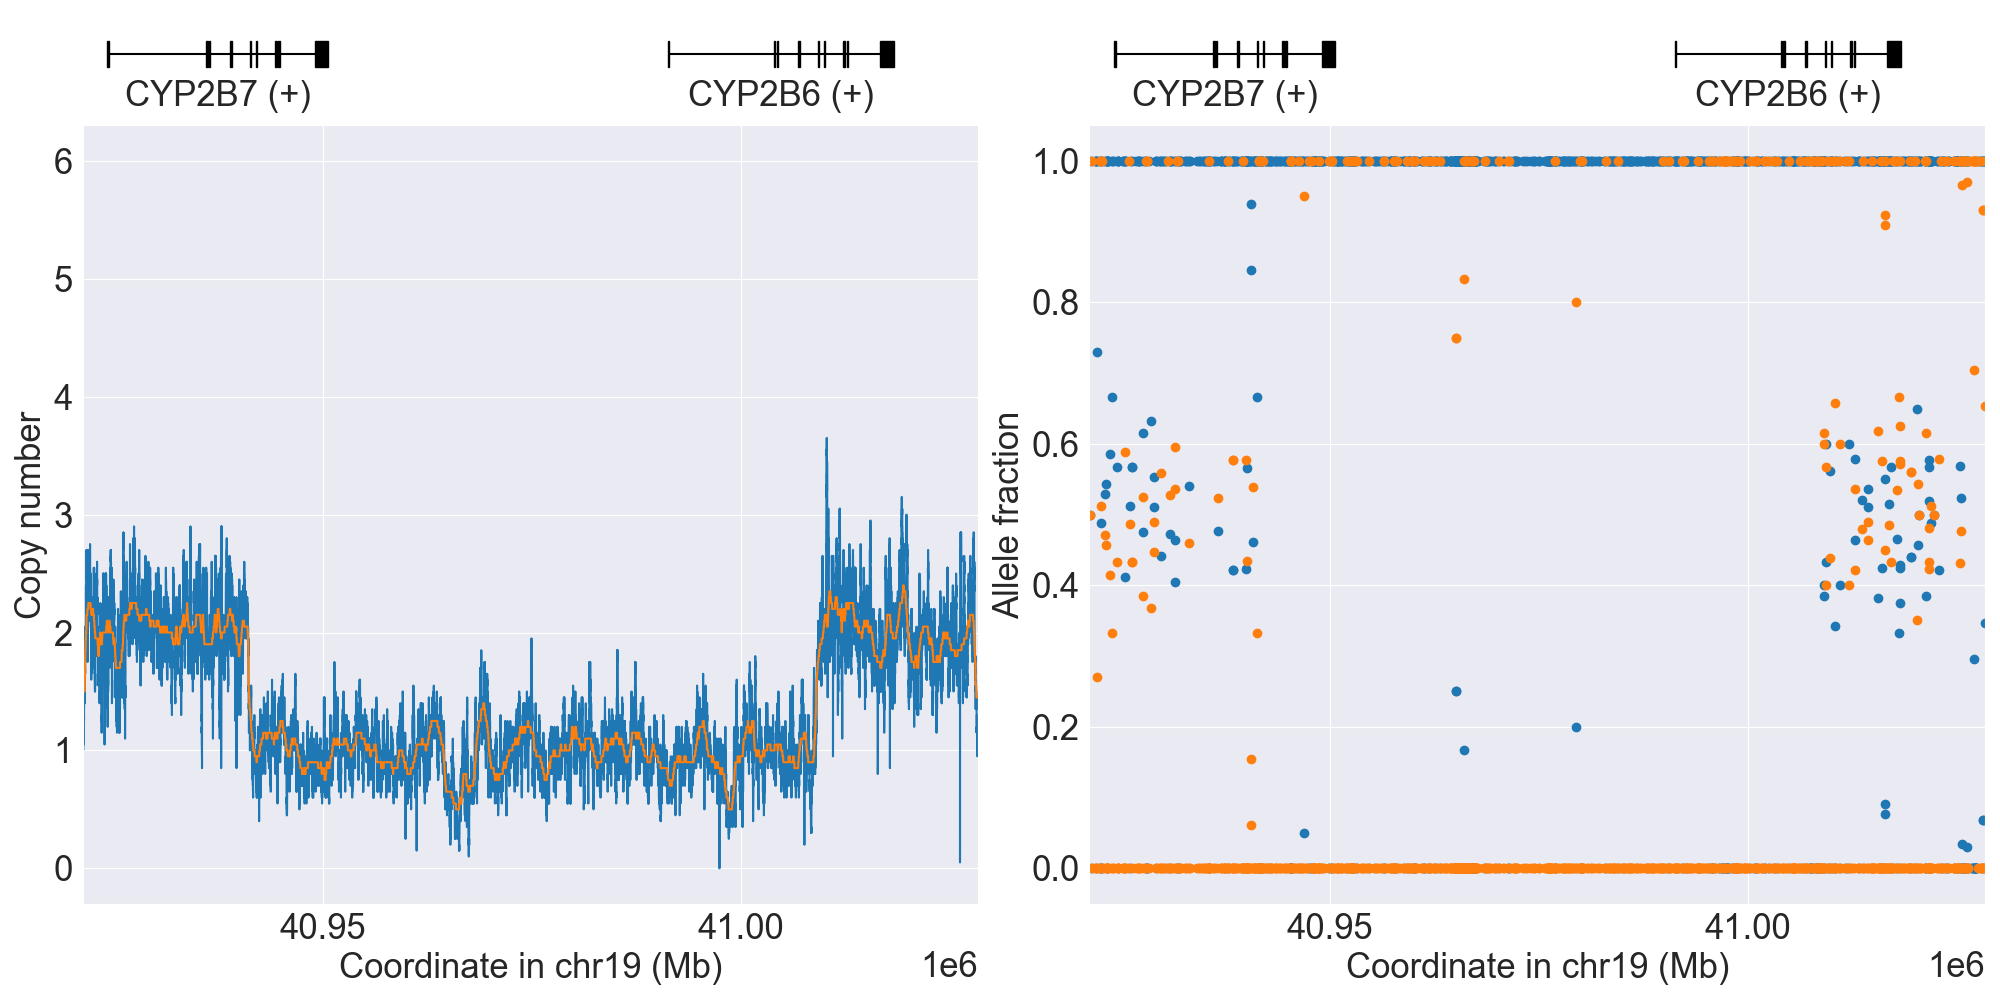 CYP2B7 (+) CYP2B6 (+)
6
5
4
3
2
1
0
Copy number
40.95 41.00
Coordinate in chr19 (Mb) 1e6
CYP2B7 (+) CYP2B6 (+)
1.0
0.8
0.6
0.4
0.2
0.0
Allele fraction
40.95 41.00
Coordinate in chr19 (Mb) 1e6